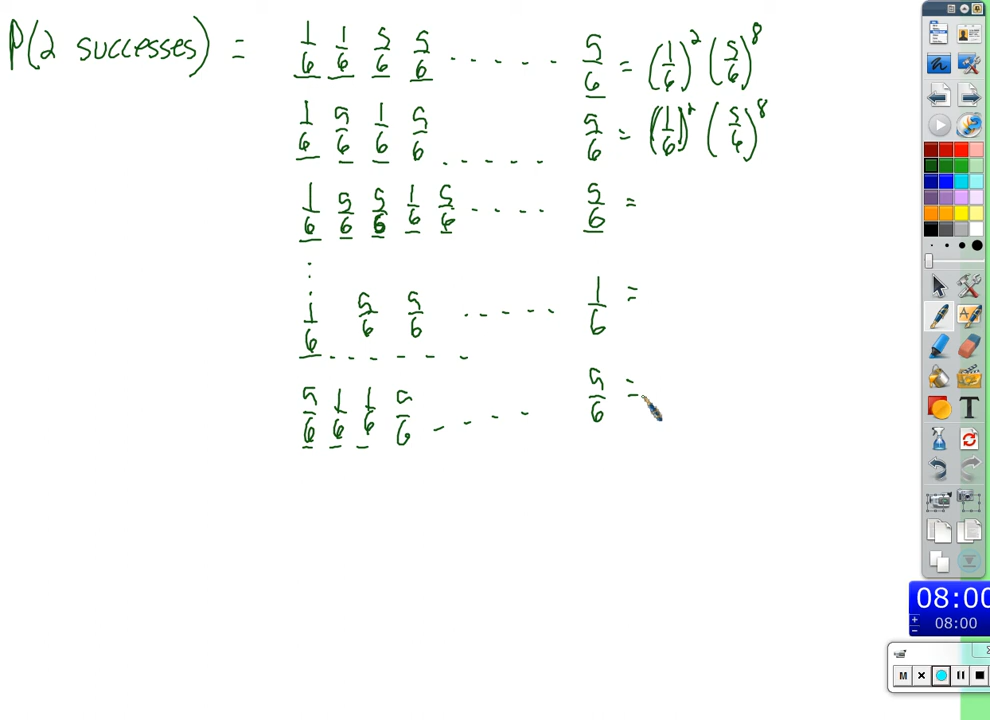 P(2 successes) = 1/6 1/6 5/6 5/6 ...... 5/6 = (1/6)^2 (5/6)^8
1/6 5/6 1/6 5/6 ...... 5/6 = (1/6)^2 (5/6)^8
1/6 5/6 5/6 1/6 5/6 ..... 5/6 =
⋮
1/6 5/6 5/6 ...... 1/6 =
5/6 1/6 1/6 5/6 ..... 5/6 =
T
08:00
08:00
M